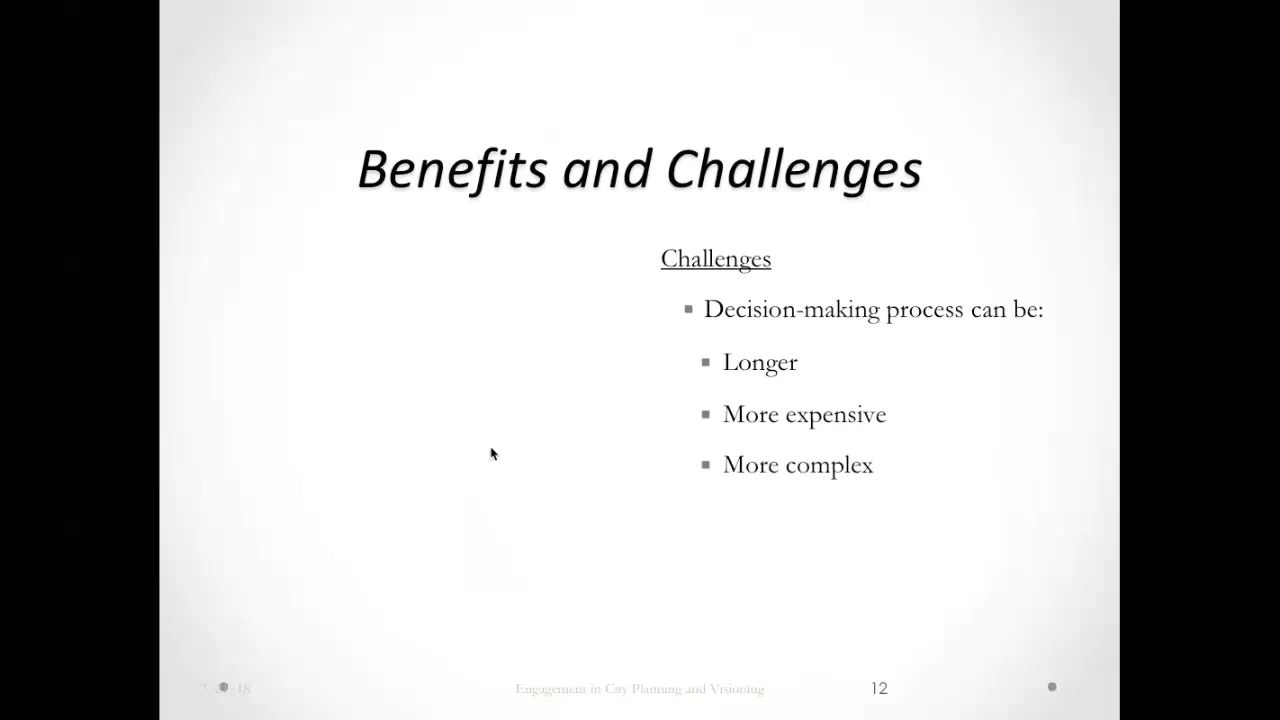 Benefits and Challenges
Challenges
Decision-making process can be:
Longer
More expensive
More complex
Engagement in City Planning and Visioning
12